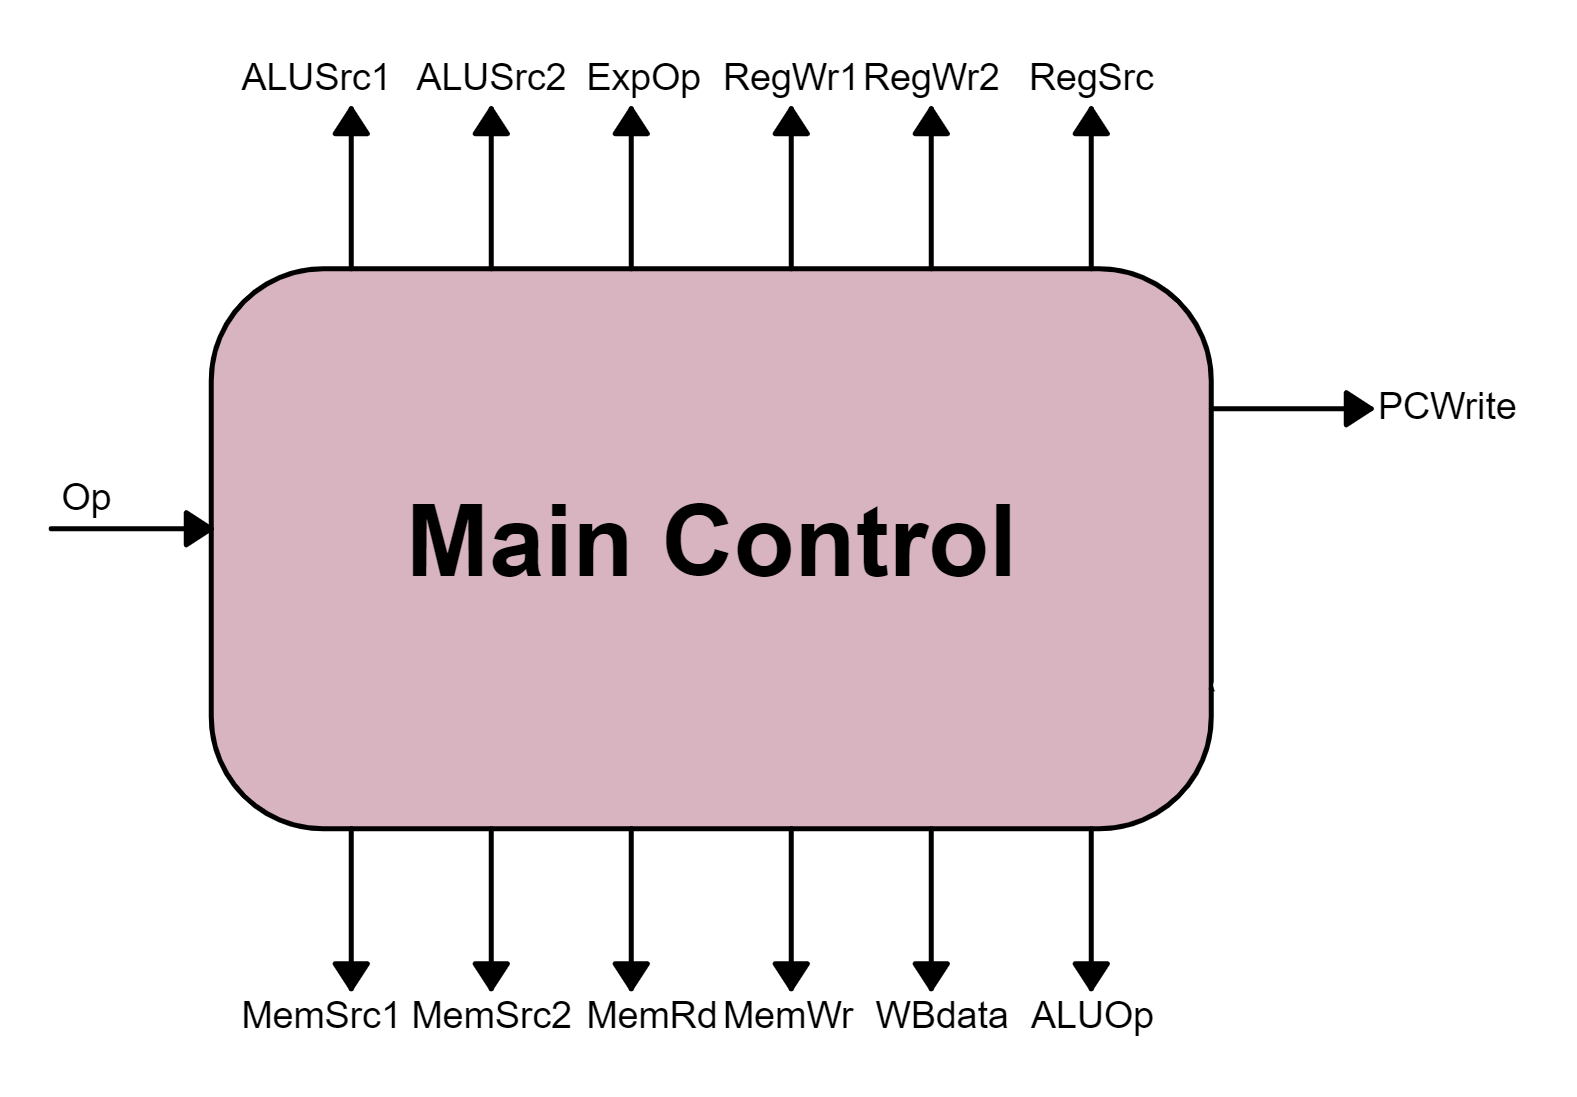 ALUSrc1 ALUSrc2 ExpOp RegWr1 RegWr2 RegSrc
PCWrite
Op
Main Control
MemSrc1 MemSrc2 MemRd MemWr WBdata ALUOp